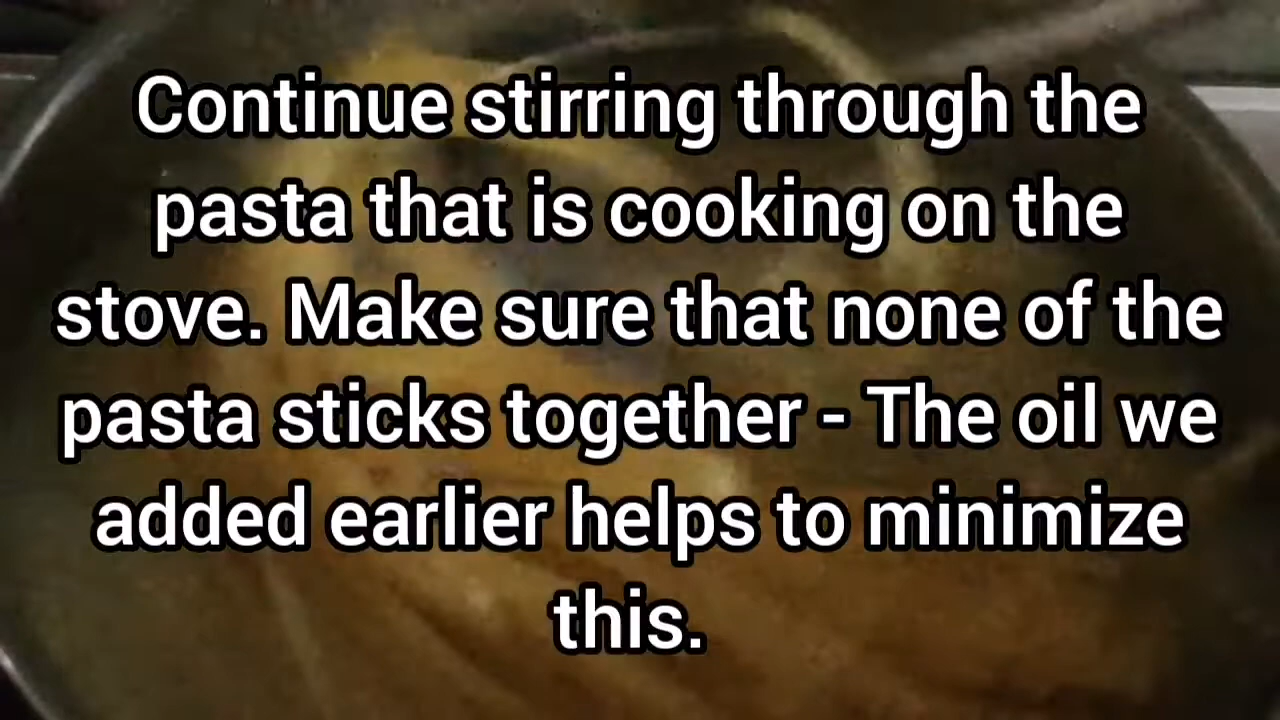 Continue stirring through the
pasta that is cooking on the
stove. Make sure that none of the
pasta sticks together - The oil we
added earlier helps to minimize
this.